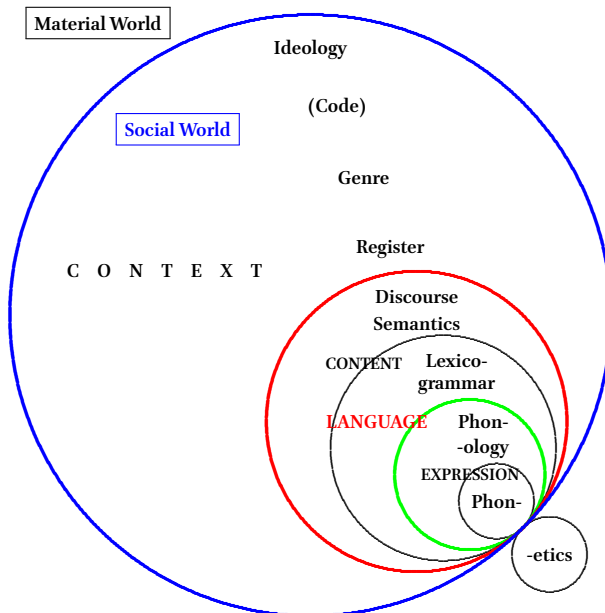 Material World
Ideology
(Code)
Social World
Genre
Register
C O N T E X T
Discourse
Semantics
CONTENT
Lexico-
grammar
LANGUAGE
Phon-
-ology
EXPRESSION
Phon-
-etics